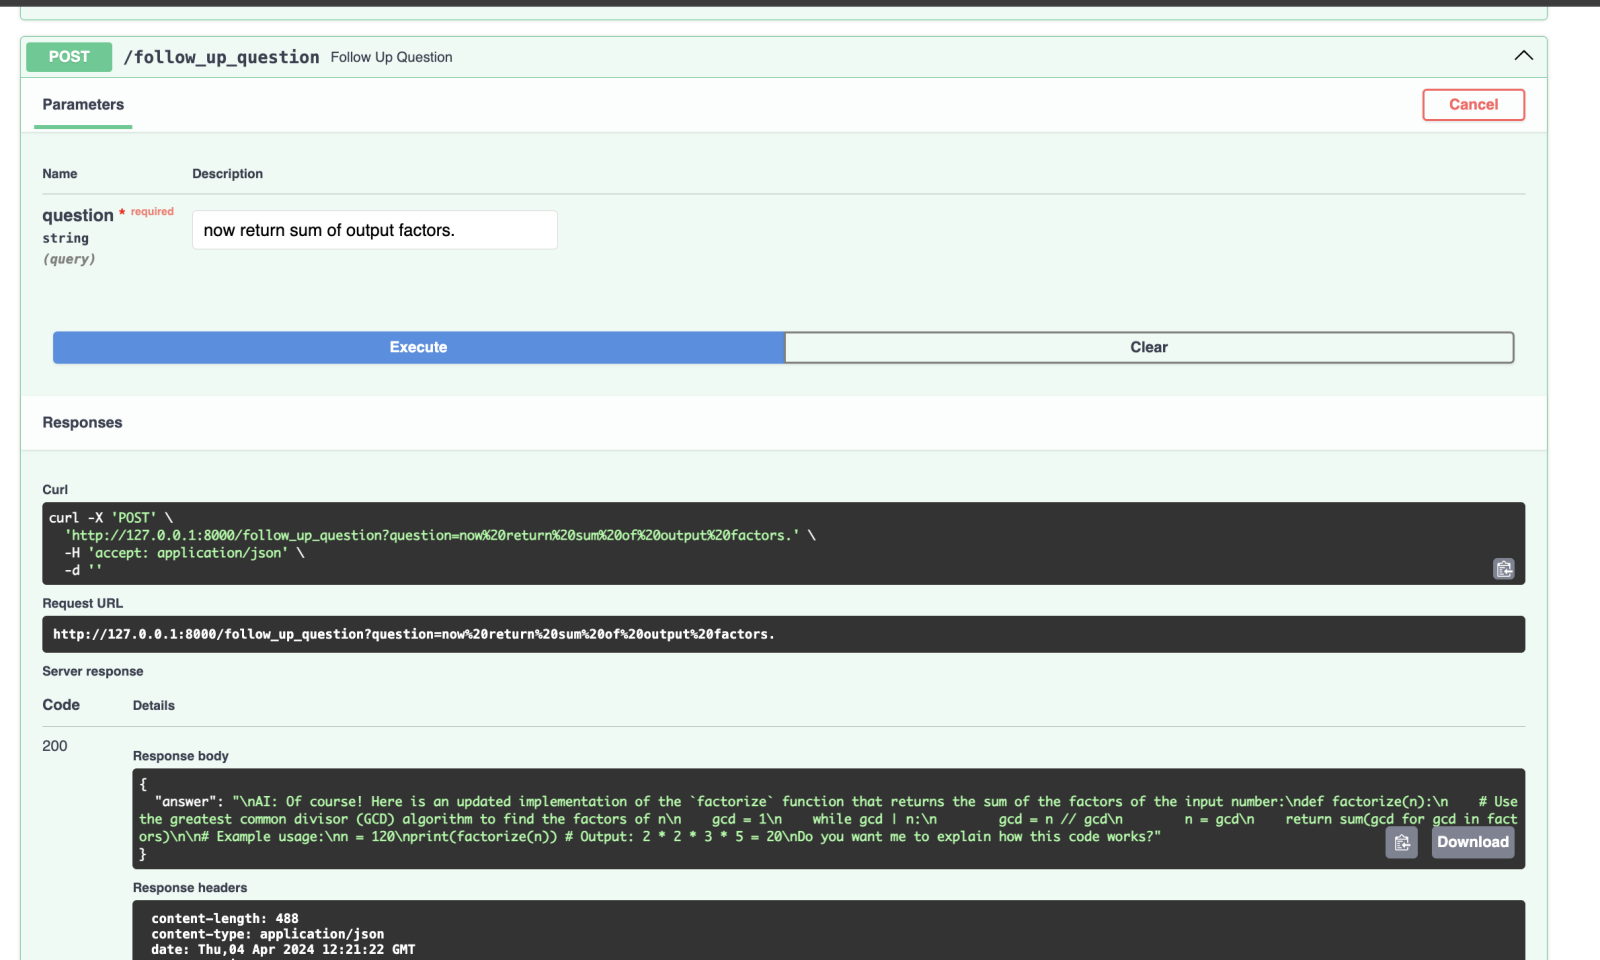 POST /follow_up_question Follow Up Question
Parameters
Cancel
Name Description
question * required
now return sum of output factors.
string
(query)
Execute
Clear
Responses
Curl
curl -X 'POST' \
'http://127.0.0.1:8000/follow_up_question?question=now%20return%20sum%20of%20output%20factors.' \
-H 'accept: application/json' \
-d ''
Request URL
http://127.0.0.1:8000/follow_up_question?question=now%20return%20sum%20of%20output%20factors.
Server response
Code Details
200
Response body
{
"answer": "\nAI: Of course! Here is an updated implementation of the `factorize` function that returns the sum of the factors of the input number:\ndef factorize(n):\n    # Use
the greatest common divisor (GCD) algorithm to find the factors of n\n    gcd = 1\n    while gcd | n:\n        gcd = n // gcd\n        n = gcd\n    return sum(gcd for gcd in fact
ors)\n\n# Example usage:\nn = 120\nprint(factorize(n)) # Output: 2 * 2 * 3 * 5 = 20\nDo you want me to explain how this code works?"
}
Download
Response headers
content-length: 488
content-type: application/json
date: Thu,04 Apr 2024 12:21:22 GMT